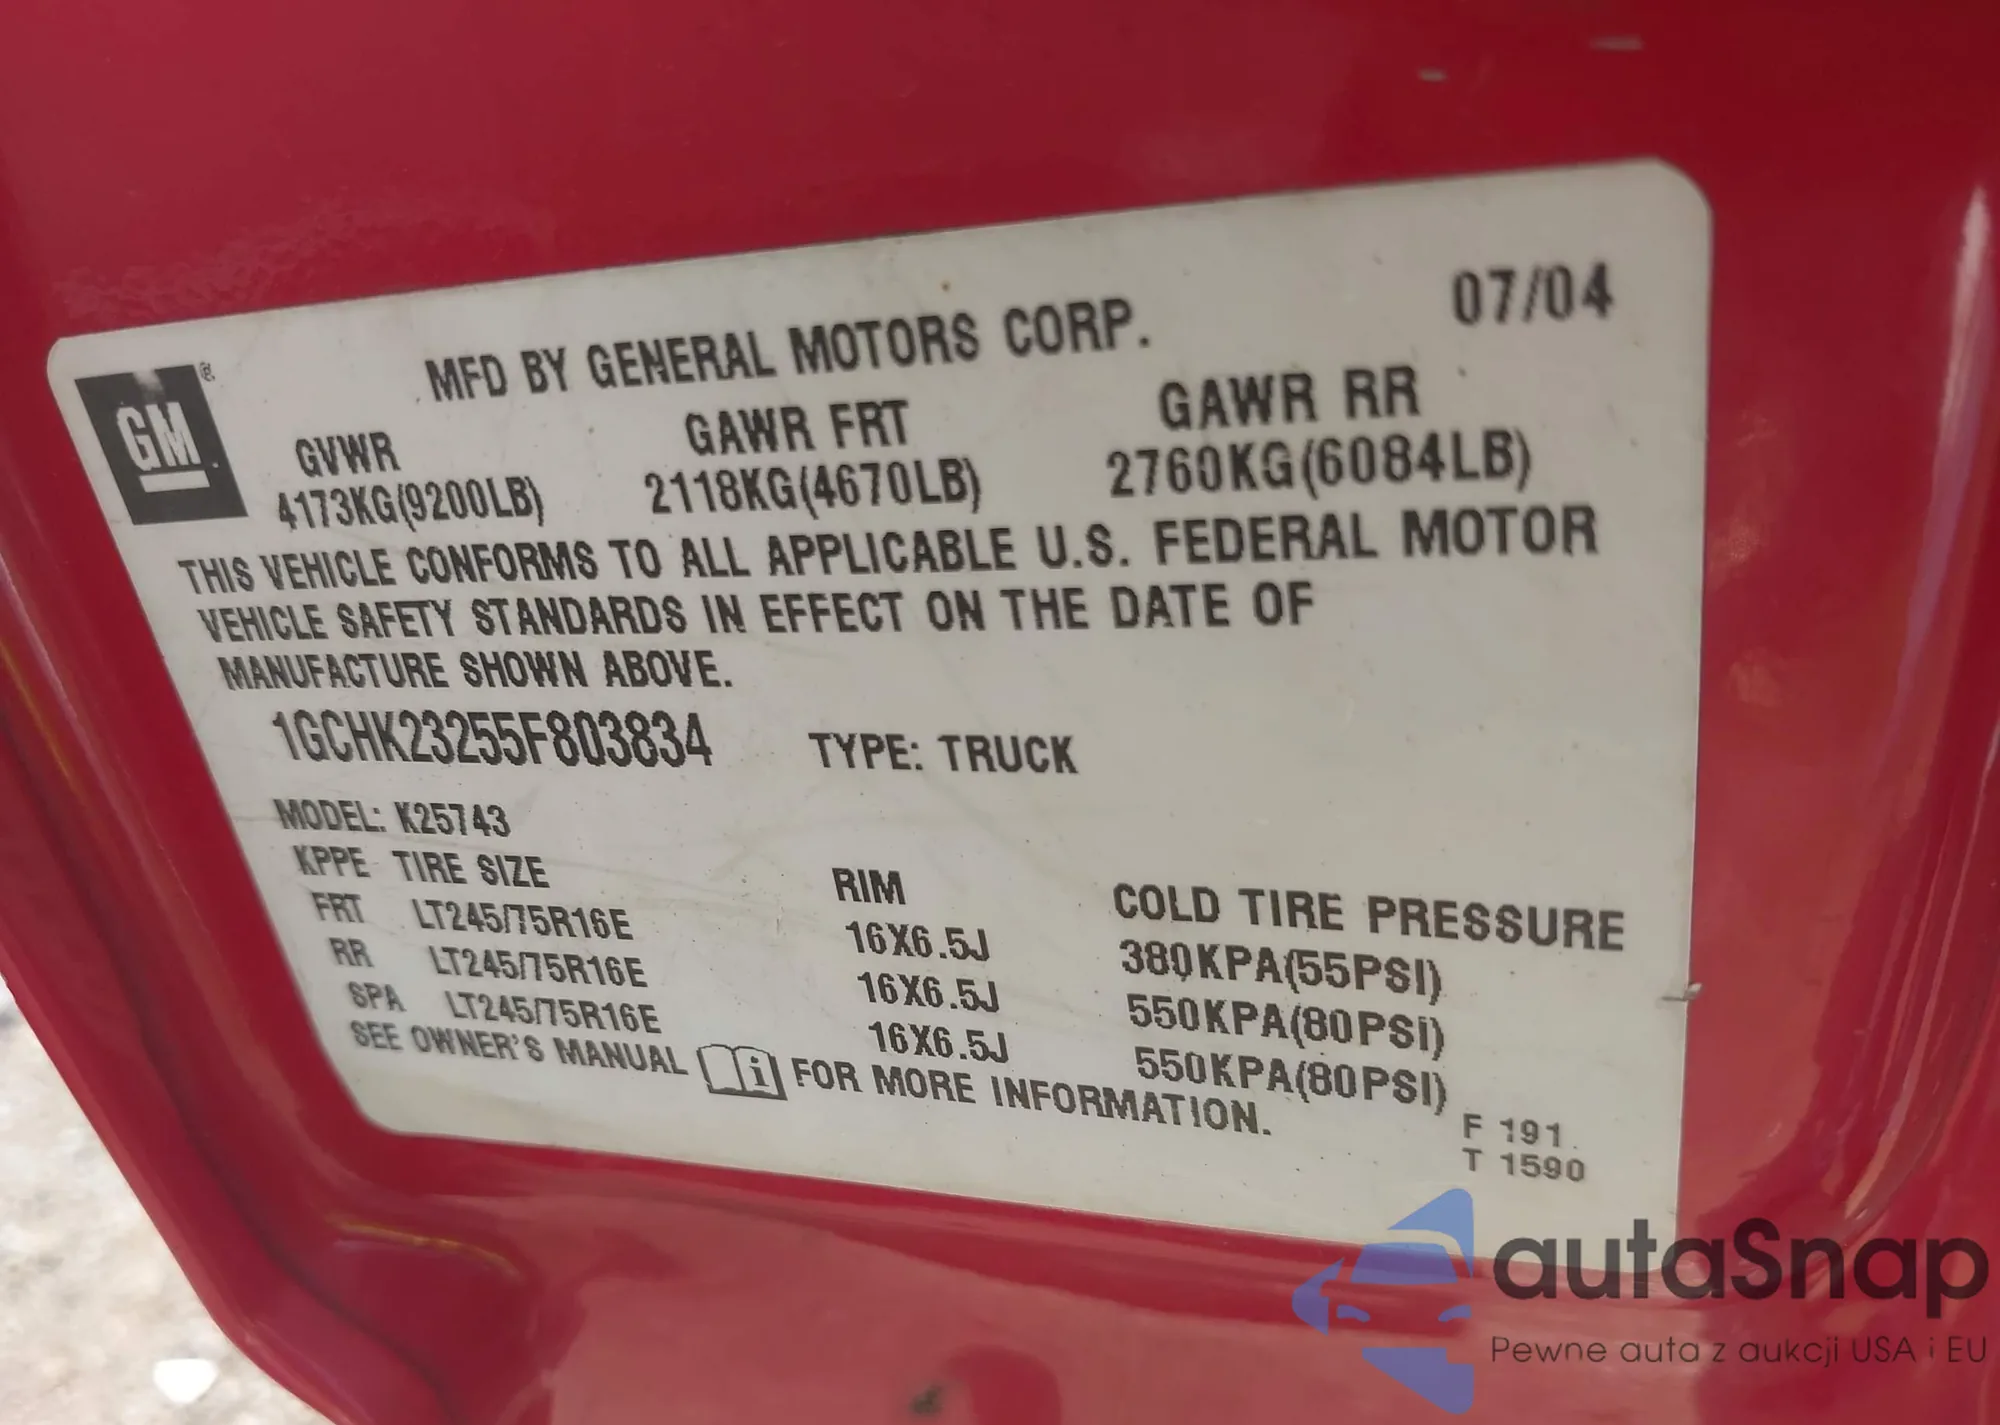 07/04
MFD BY GENERAL MOTORS CORP.
GM®
GVWR GAWR FRT GAWR RR
4173KG(9200LB) 2118KG(4670LB) 2760KG(6084LB)
THIS VEHICLE CONFORMS TO ALL APPLICABLE U.S. FEDERAL MOTOR
VEHICLE SAFETY STANDARDS IN EFFECT ON THE DATE OF
MANUFACTURE SHOWN ABOVE.
1GCHK23255F803834 TYPE: TRUCK
MODEL: K25743
KPPE TIRE SIZE RIM COLD TIRE PRESSURE
FRT LT245/75R16E 16X6.5J 380KPA(55PSI)
RR LT245/75R16E 16X6.5J 550KPA(80PSI)
SPA LT245/75R16E 16X6.5J 550KPA(80PSI)
SEE OWNER'S MANUAL i FOR MORE INFORMATION.
F 191
T 1590
autaSnap
Pewne auta z aukcji USA i EU